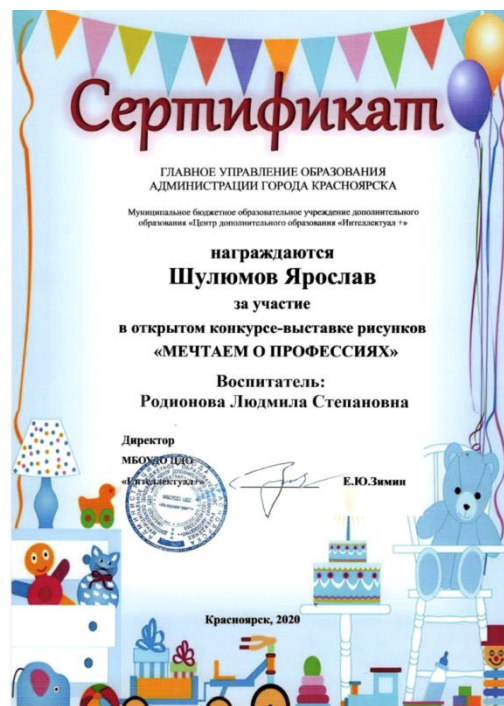 Сертификат
ГЛАВНОЕ УПРАВЛЕНИЕ ОБРАЗОВАНИЯ
АДМИНИСТРАЦИИ ГОРОДА КРАСНОЯРСКА
Муниципальное бюджетное образовательное учреждение дополнительного
образования «Центр дополнительного образования «Интеллектуал +»
награждаются
Шулюмов Ярослав
за участие
в открытом конкурсе-выставке рисунков
«МЕЧТАЕМ О ПРОФЕССИЯХ»
Воспитатель:
Родионова Людмила Степановна
Директор
МБОУДО ЦДО
«Интеллектуал+»
Е.Ю.Зимин
Красноярск, 2020